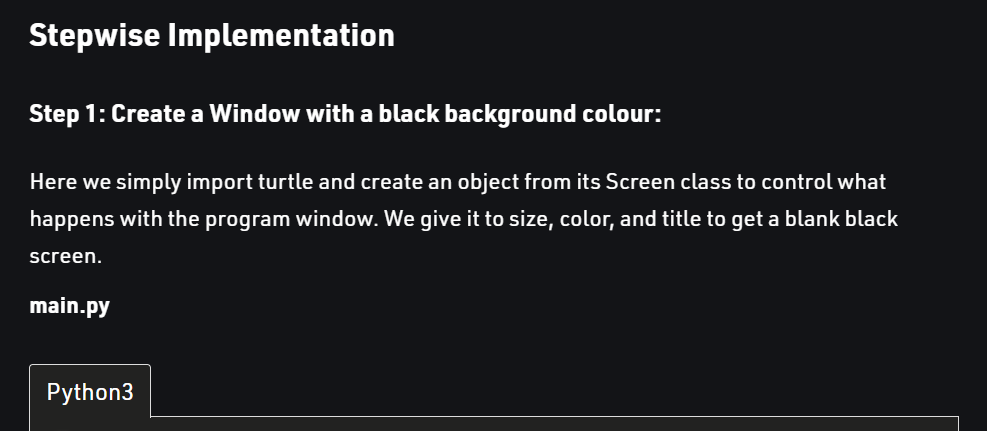 Stepwise Implementation
Step 1: Create a Window with a black background colour:
Here we simply import turtle and create an object from its Screen class to control what
happens with the program window. We give it to size, color, and title to get a blank black
screen.
main.py
Python3